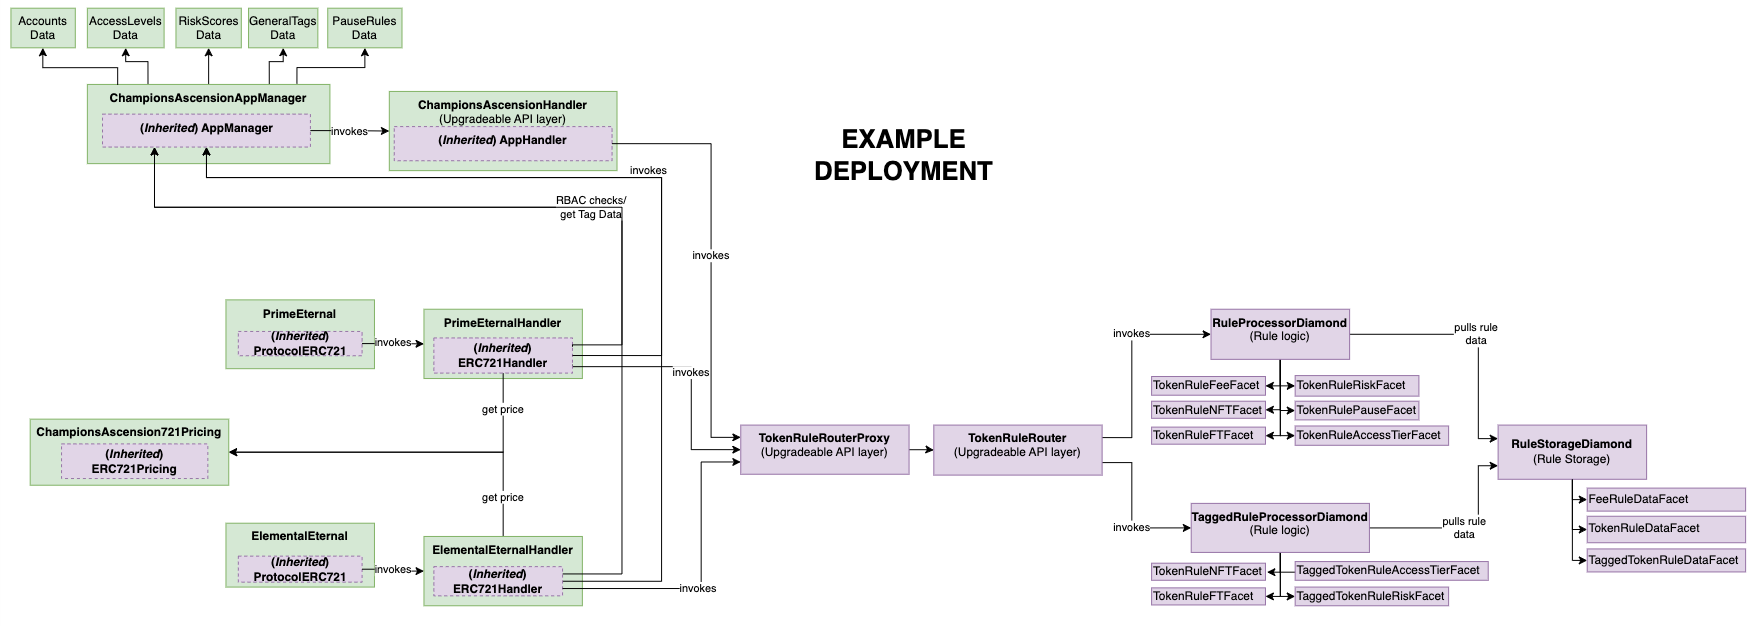 Accounts
Data
AccessLevels
Data
RiskScores
Data
GeneralTags
Data
PauseRules
Data
ChampionsAscensionAppManager
(Inherited) AppManager
invokes
ChampionsAscensionHandler
(Upgradeable API layer)
(Inherited) AppHandler
EXAMPLE
DEPLOYMENT
invokes
RBAC checks/
get Tag Data
invokes
PrimeEternal
(Inherited)
ProtocolERC721
invokes
PrimeEternalHandler
(Inherited)
ERC721Handler
invokes
get price
ChampionsAscension721Pricing
(Inherited)
ERC721Pricing
get price
ElementalEternal
(Inherited)
ProtocolERC721
invokes
ElementalEternalHandler
(Inherited)
ERC721Handler
invokes
TokenRuleRouterProxy
(Upgradeable API layer)
TokenRuleRouter
(Upgradeable API layer)
invokes
RuleProcessorDiamond
(Rule logic)
TokenRuleFeeFacet
TokenRuleRiskFacet
TokenRuleNFTFacet
TokenRulePauseFacet
TokenRuleFTFacet
TokenRuleAccessTierFacet
pulls rule
data
invokes
TaggedRuleProcessorDiamond
(Rule logic)
TokenRuleNFTFacet
TaggedTokenRuleAccessTierFacet
TokenRuleFTFacet
TaggedTokenRuleRiskFacet
pulls rule
data
RuleStorageDiamond
(Rule Storage)
FeeRuleDataFacet
TokenRuleDataFacet
TaggedTokenRuleDataFacet